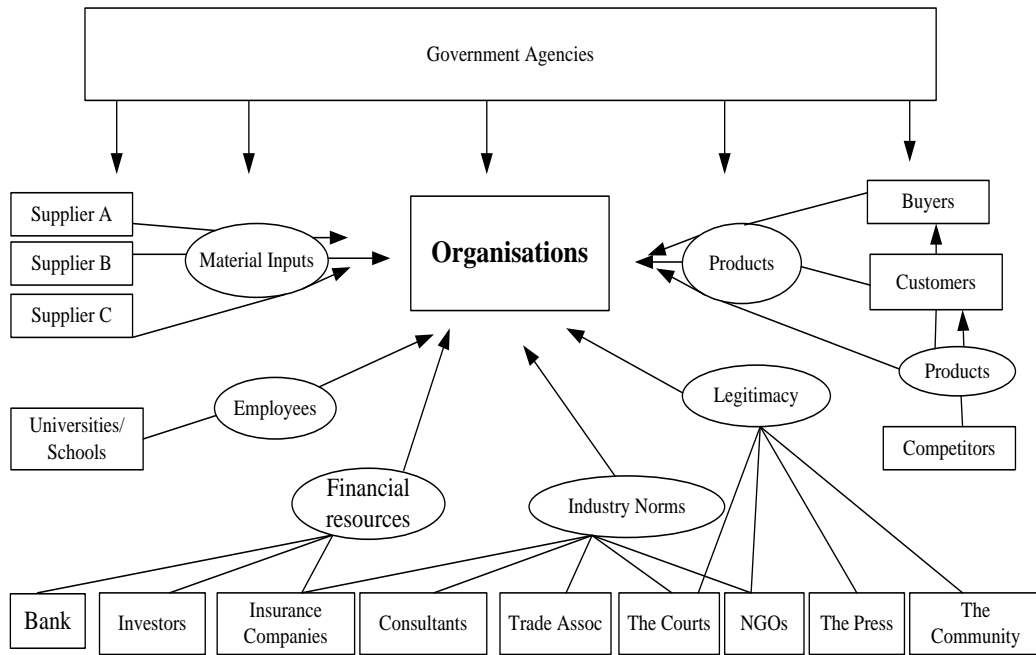 Government Agencies
Supplier A
Supplier B
Supplier C
Material Inputs
Organisations
Products
Buyers
Customers
Products
Competitors
Universities/
Schools
Employees
Legitimacy
Financial
resources
Industry Norms
Bank
Investors
Insurance
Companies
Consultants
Trade Assoc
The Courts
NGOs
The Press
The
Community